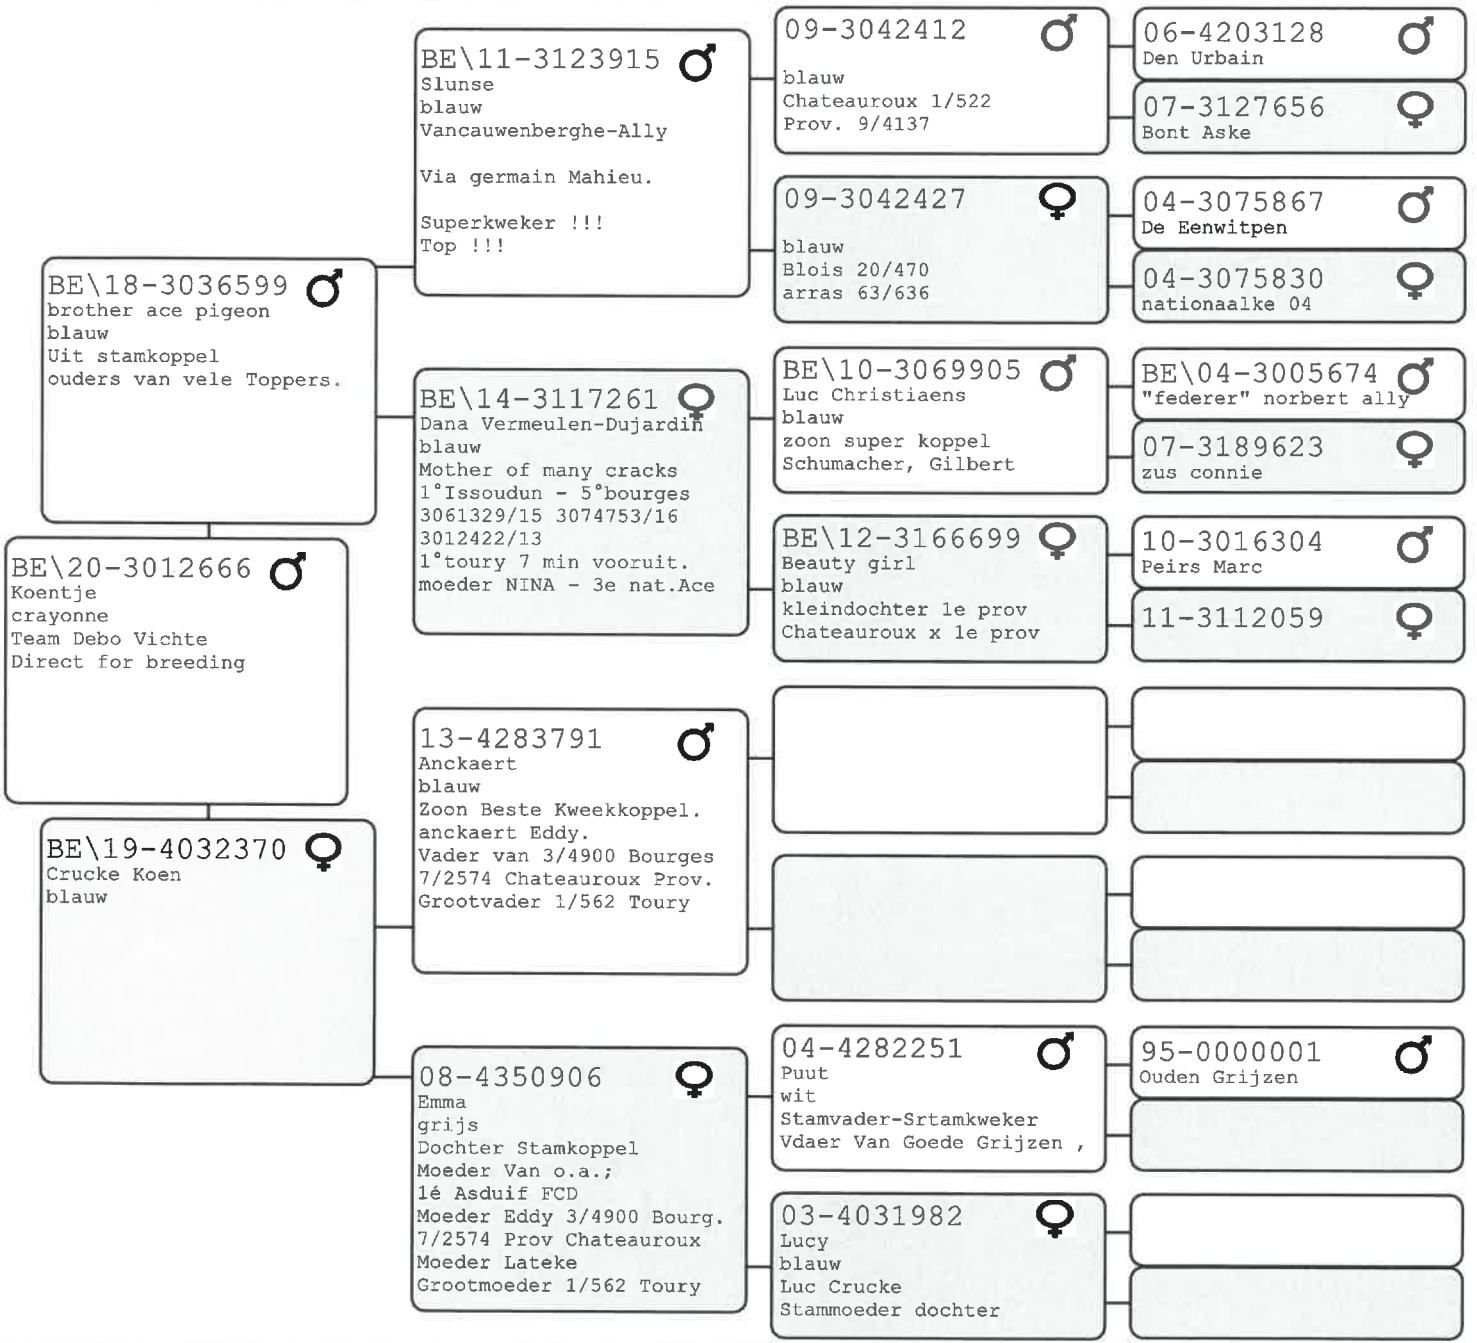 BE\20-3012666
Koentje
crayonne
Team Debo Vichte
Direct for breeding
BE\18-3036599
brother ace pigeon
blauw
Uit stamkoppel
ouders van vele Toppers.
BE\19-4032370
Crucke Koen
blauw
BE\11-3123915
Slunse
blauw
Vancauwenberghe-Ally
Via germain Mahieu.
Superkweker !!!
Top !!!
BE\14-3117261
Dana Vermeulen-Dujardin
blauw
Mother of many cracks
1°Issoudun - 5°bourges
3061329/15 3074753/16
3012422/13
1°toury 7 min vooruit.
moeder NINA - 3e nat.Ace
13-4283791
Anckaert
blauw
Zoon Beste Kweekkoppel.
anckaert Eddy.
Vader van 3/4900 Bourges
7/2574 Chateauroux Prov.
Grootvader 1/562 Toury
08-4350906
Emma
grijs
Dochter Stamkoppel
Moeder Van o.a.;
1é Asduif FCD
Moeder Eddy 3/4900 Bourg.
7/2574 Prov Chateauroux
Moeder Lateke
Grootmoeder 1/562 Toury
09-3042412
blauw
Chateauroux 1/522
Prov. 9/4137
09-3042427
blauw
Blois 20/470
arras 63/636
BE\10-3069905
Luc Christiaens
blauw
zoon super koppel
Schumacher, Gilbert
BE\12-3166699
Beauty girl
blauw
kleindochter 1e prov
Chateauroux x 1e prov
04-4282251
Puut
wit
Stamvader-Srtamkweker
Vdaer Van Goede Grijzen ,
03-4031982
Lucy
blauw
Luc Crucke
Stammoeder dochter
06-4203128
Den Urbain
07-3127656
Bont Aske
04-3075867
De Eenwitpen
04-3075830
nationaalke 04
BE\04-3005674
"federer" norbert ally
07-3189623
zus connie
10-3016304
Peirs Marc
11-3112059
95-0000001
Ouden Grijzen